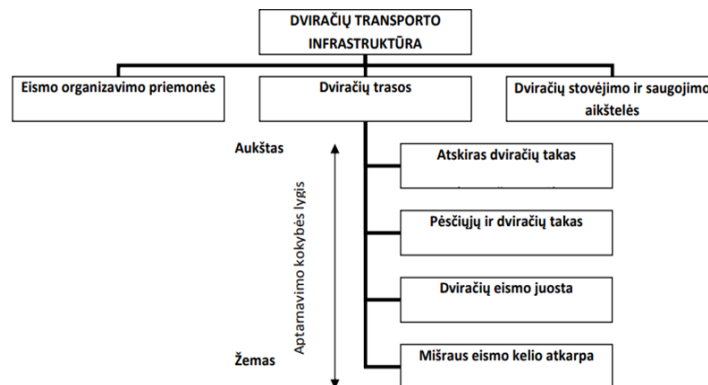 DVIRAČIŲ TRANSPORTO
INFRASTRUKTŪRA
Eismo organizavimo priemonės
Dviračių trasos
Dviračių stovėjimo ir saugojimo
aikštelės
Aukštas
Aptarnavimo kokybės lygis
Žemas
Atskiras dviračių takas
Pėsčiųjų ir dviračių takas
Dviračių eismo juosta
Mišraus eismo kelio atkarpa